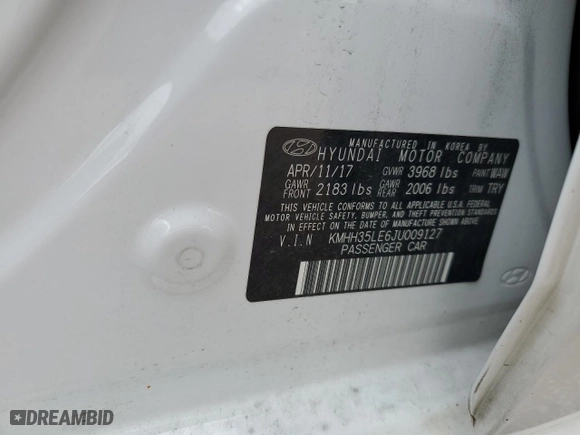 MANUFACTURED IN KOREA BY
HYUNDAI MOTOR COMPANY
APR/11/17 GVWR 3968 lbs PAINT WAW
GAWR FRONT 2183 lbs GAWR REAR 2006 lbs TRIM TRY
THIS VEHICLE CONFORMS TO ALL APPLICABLE U.S.A. FEDERAL
MOTOR VEHICLE SAFETY, BUMPER, AND THEFT PREVENTION STANDARDS
IN EFFECT ON THE DATE OF MANUFACTURE SHOWN ABOVE.
V.I.N KMHH35LE6JU009127
PASSENGER CAR
DREAMBID